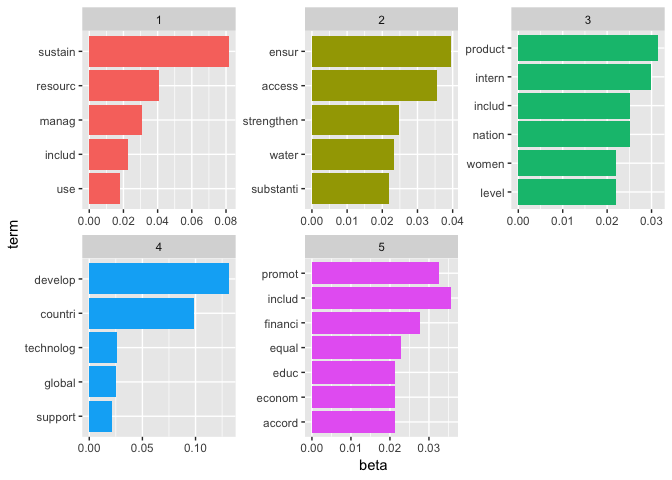 1
sustain
resourc
manag
includ
use
0.00 0.02 0.04 0.06 0.08
2
ensur
access
strengthen
water
substanti
0.00 0.01 0.02 0.03 0.04
3
product
intern
includ
nation
women
level
0.00 0.01 0.02 0.03
term
4
develop
countri
technolog
global
support
0.00 0.05 0.10
5
promot
includ
financi
equal
educ
econom
accord
0.00 0.01 0.02 0.03
beta